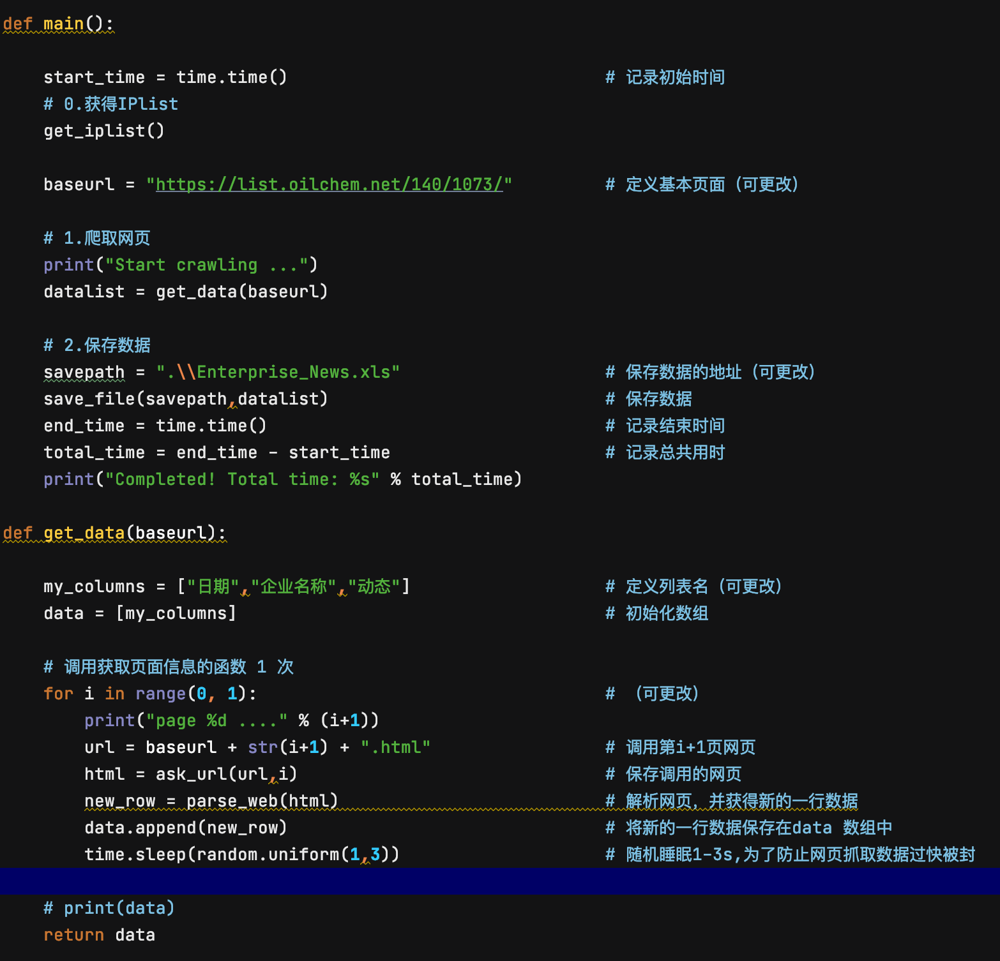 def main():
start_time = time.time() # 记录初始时间
# 0.获得IPlist
get_iplist()
baseurl = "https://list.oilchem.net/140/1073/" # 定义基本页面（可更改）
# 1.爬取网页
print("Start crawling ...")
datalist = get_data(baseurl)
# 2.保存数据
savepath = ".\\Enterprise_News.xls" # 保存数据的地址（可更改）
save_file(savepath,datalist) # 保存数据
end_time = time.time() # 记录结束时间
total_time = end_time - start_time # 记录总共用时
print("Completed! Total time: %s" % total_time)
def get_data(baseurl):
my_columns = ["日期","企业名称","动态"] # 定义列表名（可更改）
data = [my_columns] # 初始化数组
# 调用获取页面信息的函数 1 次
for i in range(0, 1): # （可更改）
print("page %d ...." % (i+1))
url = baseurl + str(i+1) + ".html" # 调用第i+1页网页
html = ask_url(url,i) # 保存调用的网页
new_row = parse_web(html) # 解析网页，并获得新的一行数据
data.append(new_row) # 将新的一行数据保存在data 数组中
time.sleep(random.uniform(1,3)) # 随机睡眠1-3s,为了防止网页抓取数据过快被封
# print(data)
return data